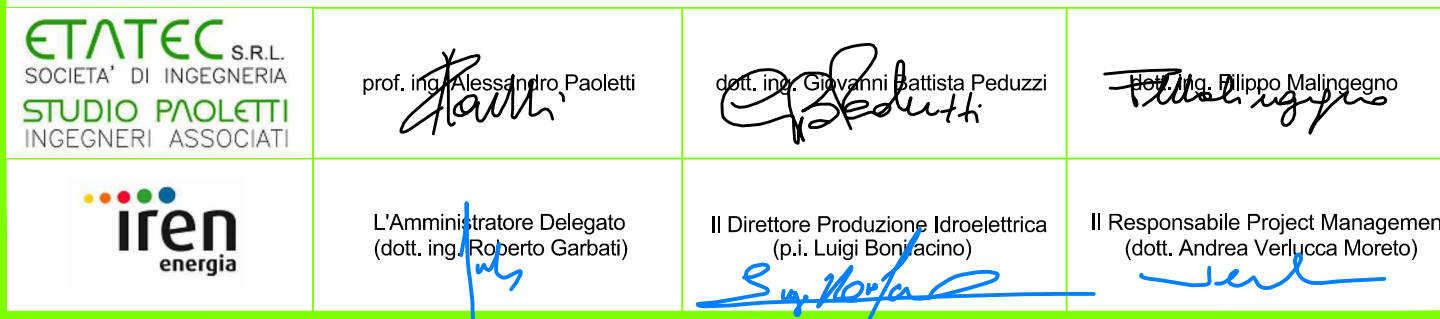 ETATEC S.R.L.
SOCIETA' DI INGEGNERIA
STUDIO PAOLETTI
INGEGNERI ASSOCIATI
prof. ing. Alessandro Paoletti
dott. ing. Giovanni Battista Peduzzi
dott. ing. Filippo Malingegno
iren
energia
L'Amministratore Delegato
(dott. ing. Roberto Garbati)
Il Direttore Produzione Idroelettrica
(p.i. Luigi Bonifacino)
Il Responsabile Project Managemen
(dott. Andrea Verlucca Moreto)